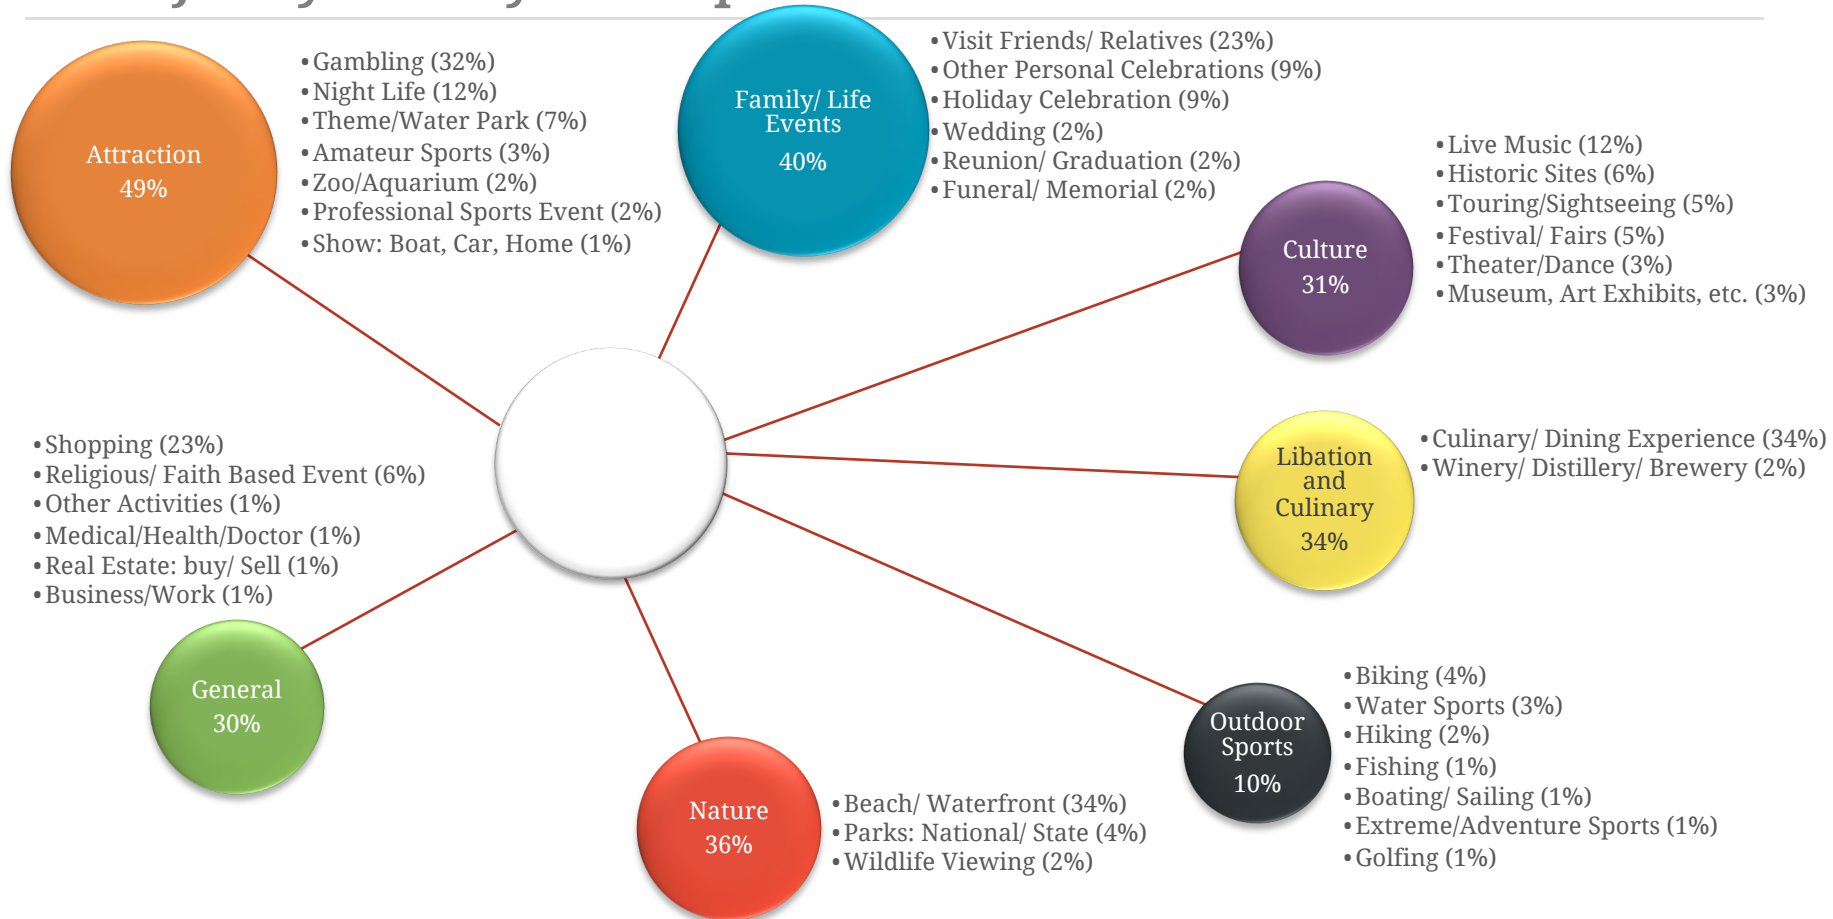 Attraction
49%
•Gambling (32%)
•Night Life (12%)
•Theme/Water Park (7%)
•Amateur Sports (3%)
•Zoo/Aquarium (2%)
•Professional Sports Event (2%)
•Show: Boat, Car, Home (1%)
Family/ Life
Events
40%
•Visit Friends/ Relatives (23%)
•Other Personal Celebrations (9%)
•Holiday Celebration (9%)
•Wedding (2%)
•Reunion/ Graduation (2%)
•Funeral/ Memorial (2%)
Culture
31%
•Live Music (12%)
•Historic Sites (6%)
•Touring/Sightseeing (5%)
•Festival/ Fairs (5%)
•Theater/Dance (3%)
•Museum, Art Exhibits, etc. (3%)
Libation
and
Culinary
34%
•Culinary/ Dining Experience (34%)
•Winery/ Distillery/ Brewery (2%)
•Shopping (23%)
•Religious/ Faith Based Event (6%)
•Other Activities (1%)
•Medical/Health/Doctor (1%)
•Real Estate: buy/ Sell (1%)
•Business/Work (1%)
General
30%
Nature
36%
•Beach/ Waterfront (34%)
•Parks: National/ State (4%)
•Wildlife Viewing (2%)
Outdoor
Sports
10%
•Biking (4%)
•Water Sports (3%)
•Hiking (2%)
•Fishing (1%)
•Boating/ Sailing (1%)
•Extreme/Adventure Sports (1%)
•Golfing (1%)